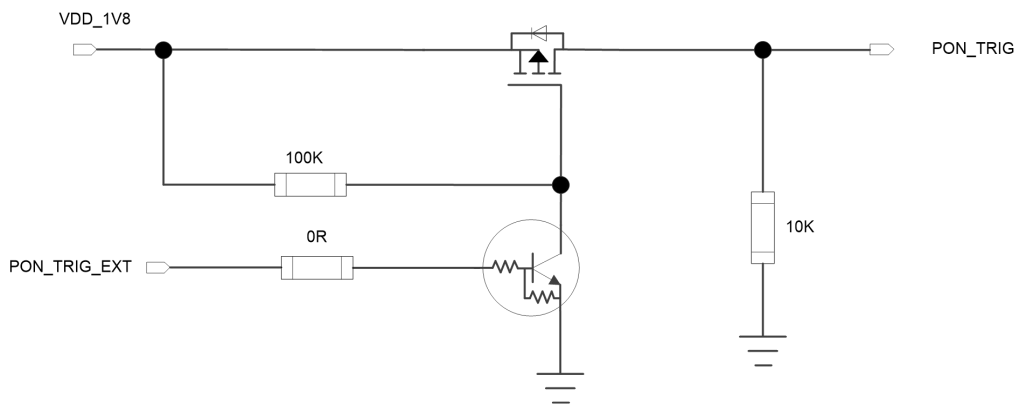 VDD_1V8
PON_TRIG
100K
10K
0R
PON_TRIG_EXT